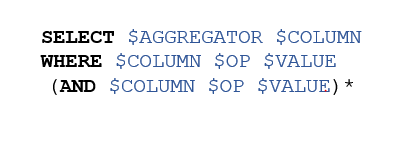 SELECT $AGGREGATOR $COLUMN
WHERE $COLUMN $OP $VALUE
(AND $COLUMN $OP $VALUE)*